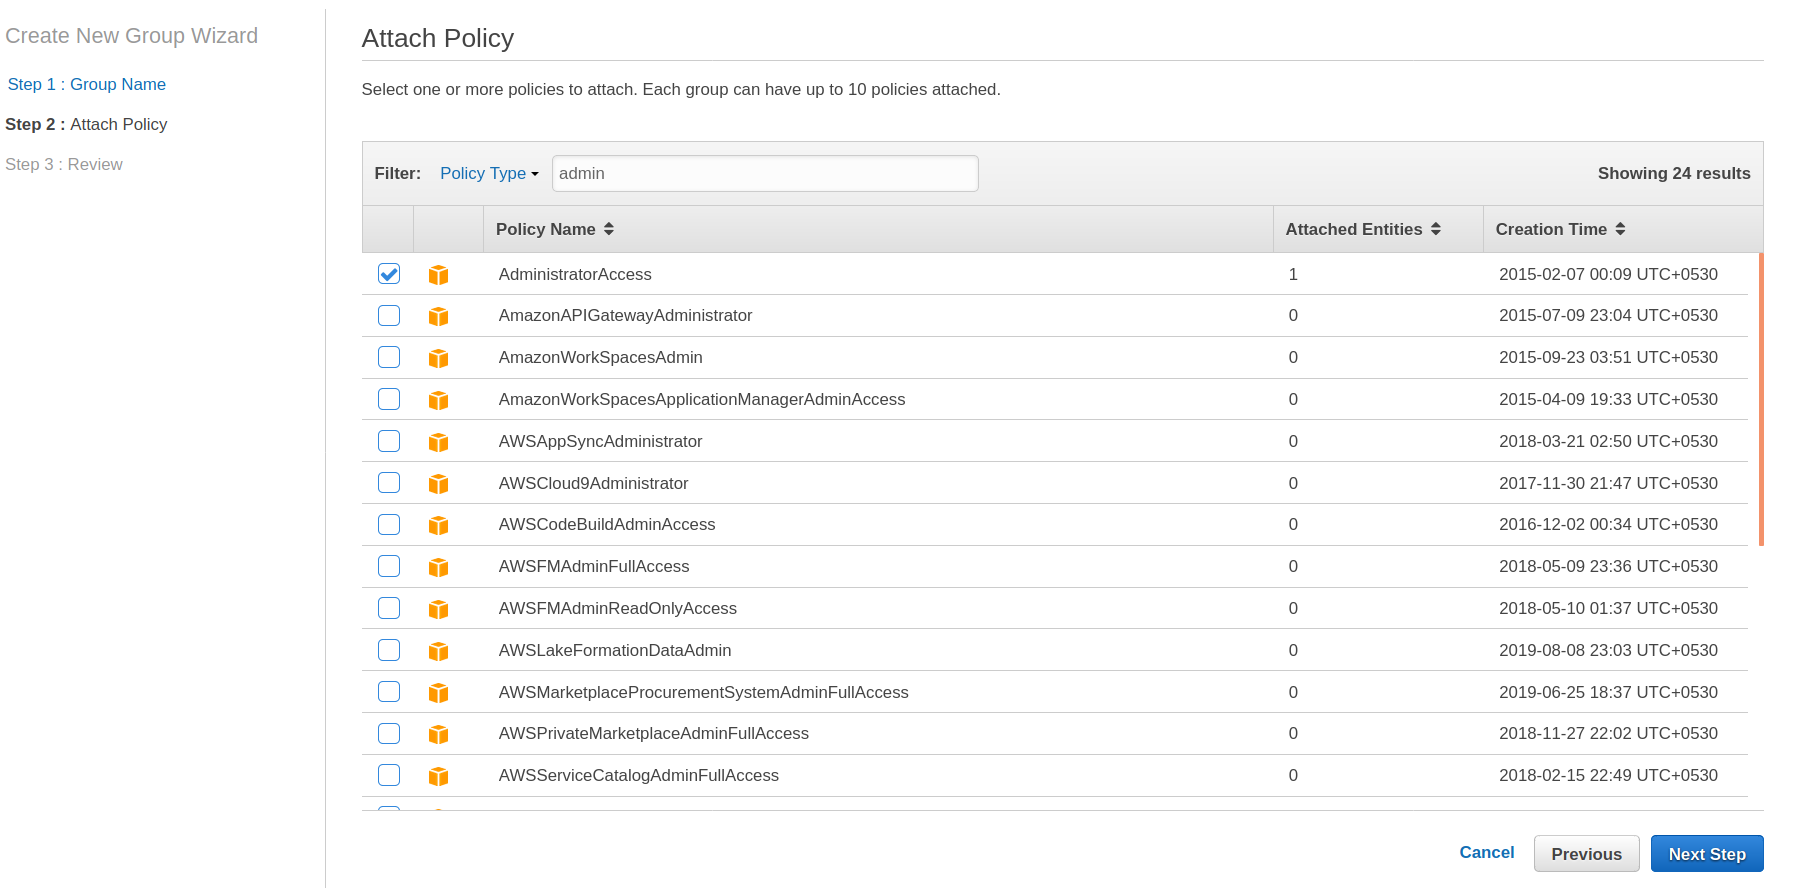 Create New Group Wizard
Step 1 : Group Name
Step 2 : Attach Policy
Step 3 : Review
Attach Policy
Select one or more policies to attach. Each group can have up to 10 policies attached.
Filter: Policy Type admin Showing 24 results
Policy Name Attached Entities Creation Time
AdministratorAccess 1 2015-02-07 00:09 UTC+0530
AmazonAPIGatewayAdministrator 0 2015-07-09 23:04 UTC+0530
AmazonWorkSpacesAdmin 0 2015-09-23 03:51 UTC+0530
AmazonWorkSpacesApplicationManagerAdminAccess 0 2015-04-09 19:33 UTC+0530
AWSAppSyncAdministrator 0 2018-03-21 02:50 UTC+0530
AWSCloud9Administrator 0 2017-11-30 21:47 UTC+0530
AWSCodeBuildAdminAccess 0 2016-12-02 00:34 UTC+0530
AWSFMAdminFullAccess 0 2018-05-09 23:36 UTC+0530
AWSFMAdminReadOnlyAccess 0 2018-05-10 01:37 UTC+0530
AWSLakeFormationDataAdmin 0 2019-08-08 23:03 UTC+0530
AWSMarketplaceProcurementSystemAdminFullAccess 0 2019-06-25 18:37 UTC+0530
AWSPrivateMarketplaceAdminFullAccess 0 2018-11-27 22:02 UTC+0530
AWSServiceCatalogAdminFullAccess 0 2018-02-15 22:49 UTC+0530
Cancel Previous Next Step